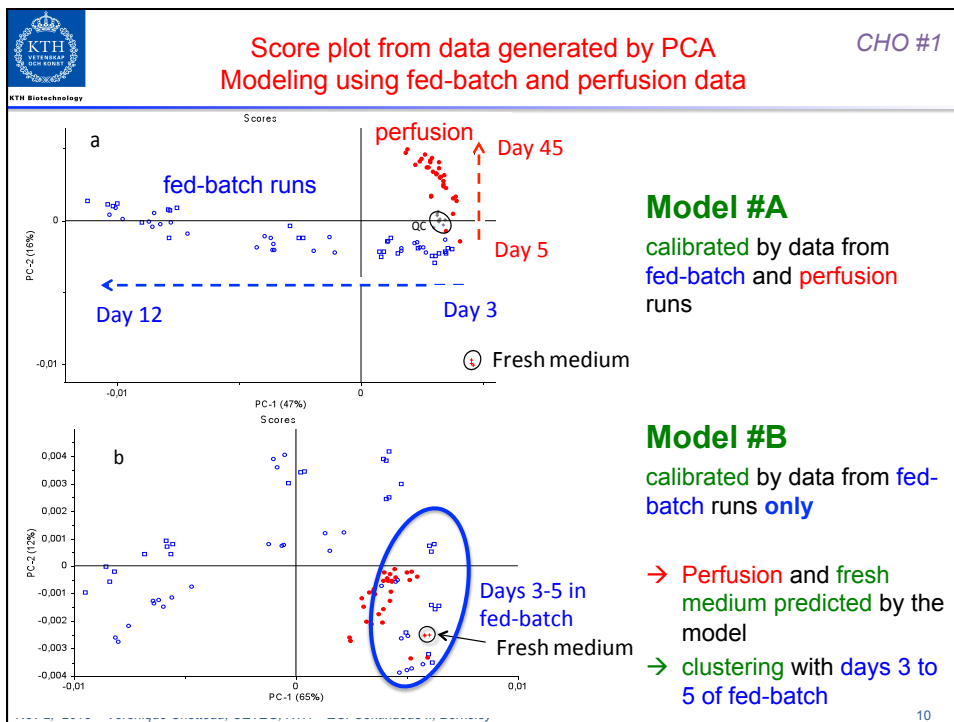 KTH
VETENSKAP
OCH KONST
KTH Biotechnology
Score plot from data generated by PCA
Modeling using fed-batch and perfusion data
CHO #1
Scores
a
perfusion
Day 45
fed-batch runs
QC
0
Day 5
PC-2 (16%)
Day 12
Day 3
-0,01
Fresh medium
-0,01
0
PC-1 (47%)
Model #A
calibrated by data from
fed-batch and perfusion
runs
Scores
b
0,004
0,003
0,002
0,001
0
-0,001
-0,002
-0,003
-0,004
PC-2 (12%)
Days 3-5 in
fed-batch
Fresh medium
-0,01
0
0,01
PC-1 (65%)
Model #B
calibrated by data from fed-
batch runs only
→ Perfusion and fresh
medium predicted by the
model
→ clustering with days 3 to
5 of fed-batch
10